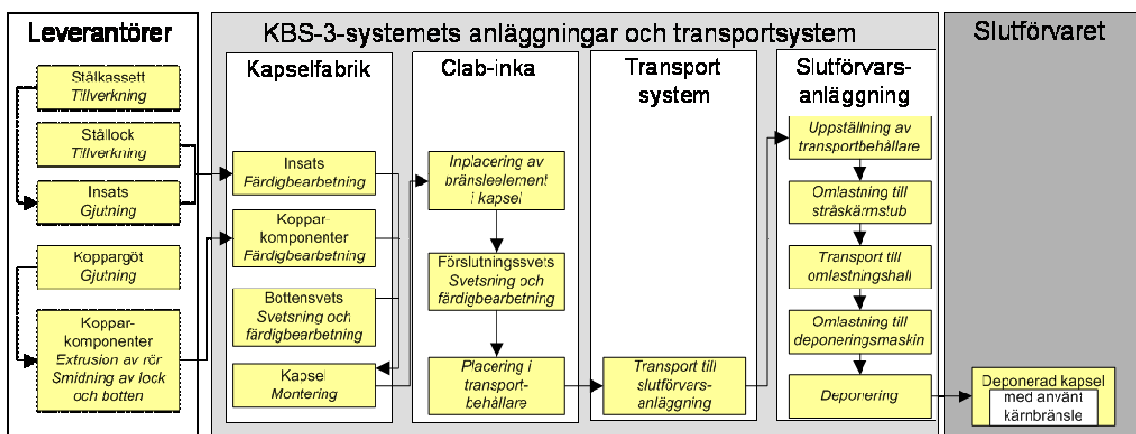 Leverantörer
Stålkassett
Tillverkning
Stållock
Tillverkning
Insats
Gjutning
Koppargöt
Gjutning
Koppar-
komponenter
Extrusion av rör
Smidning av lock
och botten
KBS-3-systemets anläggningar och transportsystem
Kapselfabrik
Insats
Färdigbearbetning
Koppar-
komponenter
Färdigbearbetning
Bottensvets
Svetsning och
färdigbearbetning
Kapsel
Montering
Clab-inka
Inplacering av
bränsleelement
i kapsel
Förslutningssvets
Svetsning och
färdigbearbetning
Placering i
transport-
behållare
Transport
system
Transport till
slutförvars-
anläggning
Slutförvars-
anläggning
Uppställning av
transportbehållare
Omlastning till
stråskärmstub
Transport till
omlastningshall
Omlastning till
deponeringsmaskin
Deponering
Slutförvaret
Deponerad kapsel
med använt
kärnbränsle